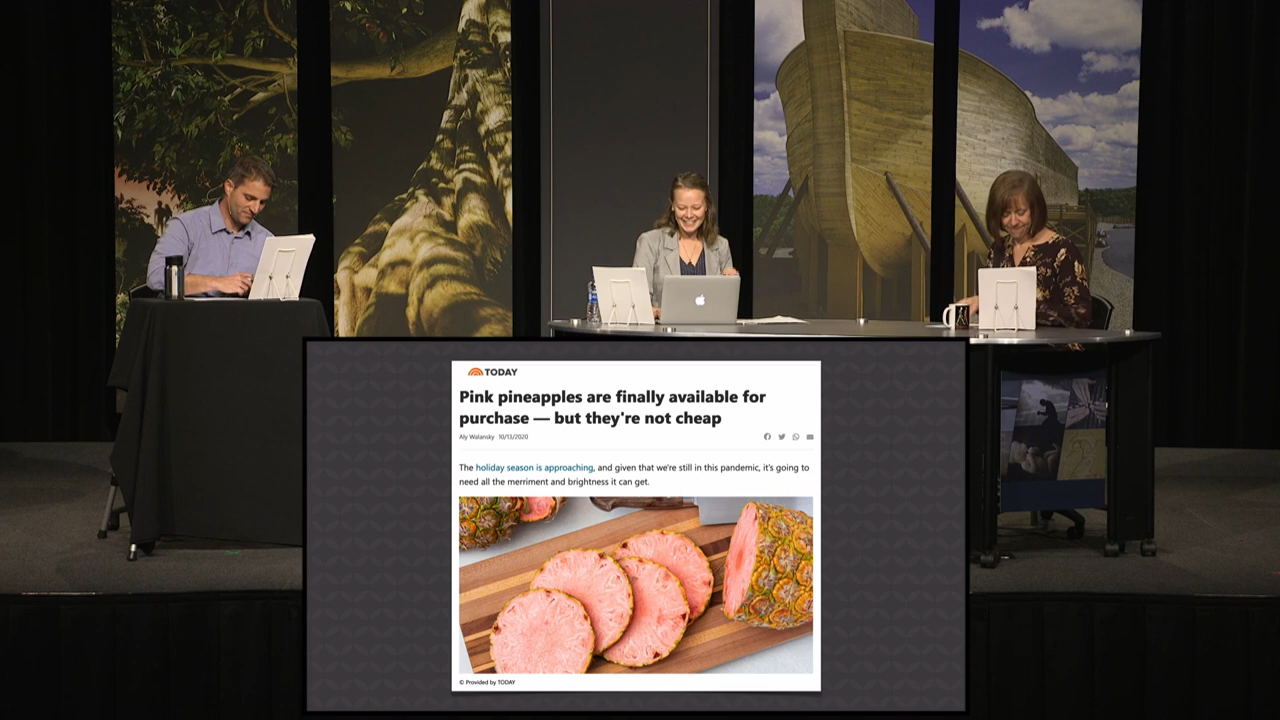 TODAY
Pink pineapples are finally available for
purchase — but they're not cheap
Aly Walansky 10/13/2020
The holiday season is approaching, and given that we're still in this pandemic, it's going to
need all the merriment and brightness it can get.
© Provided by TODAY